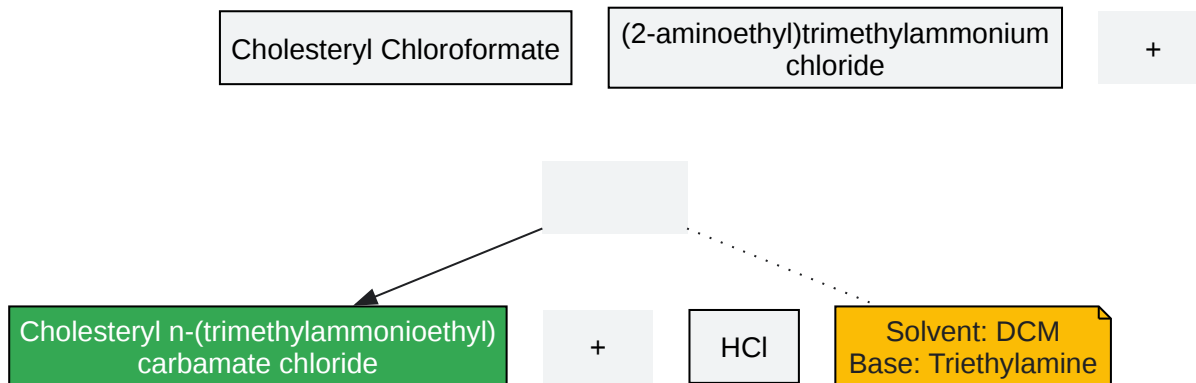 Cholesteryl Chloroformate
(2-aminoethyl)trimethylammonium
chloride
+
Cholesteryl n-(trimethylammonioethyl)
carbamate chloride
+
HCl
Solvent: DCM
Base: Triethylamine